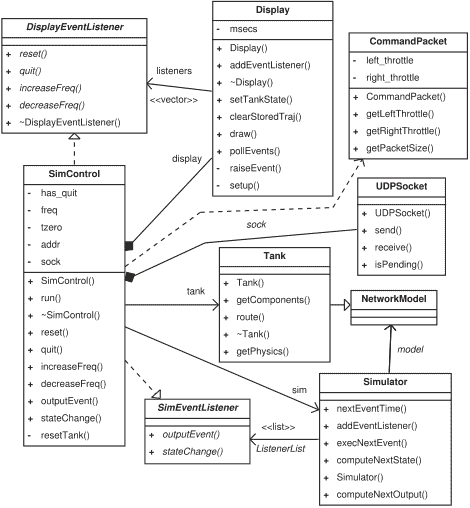 DisplayEventListener
+ reset()
+ quit()
+ increaseFreq()
+ decreaseFreq()
+ ~DisplayEventListener()
listeners
<<vector>>
Display
- msecs
+ Display()
+ addEventListener()
+ ~Display()
+ setTankState()
+ clearStoredTraj()
+ draw()
+ pollEvents()
- raiseEvent()
- setup()
CommandPacket
- left_throttle
- right_throttle
+ CommandPacket()
+ getLeftThrottle()
+ getRightThrottle()
+ getPacketSize()
display
SimControl
- has_quit
- freq
- tzero
- addr
- sock
+ SimControl()
+ run()
+ ~SimControl()
+ reset()
+ quit()
+ increaseFreq()
+ decreaseFreq()
+ outputEvent()
+ stateChange()
- resetTank()
sock
UDPSocket
+ UDPSocket()
+ send()
+ receive()
+ isPending()
tank
Tank
+ Tank()
+ getComponents()
+ route()
+ ~Tank()
+ getPhysics()
NetworkModel
model
sim
SimEventListener
+ outputEvent()
+ stateChange()
<<list>>
ListenerList
Simulator
+ nextEventTime()
+ addEventListener()
+ execNextEvent()
+ computeNextState()
+ Simulator()
+ computeNextOutput()